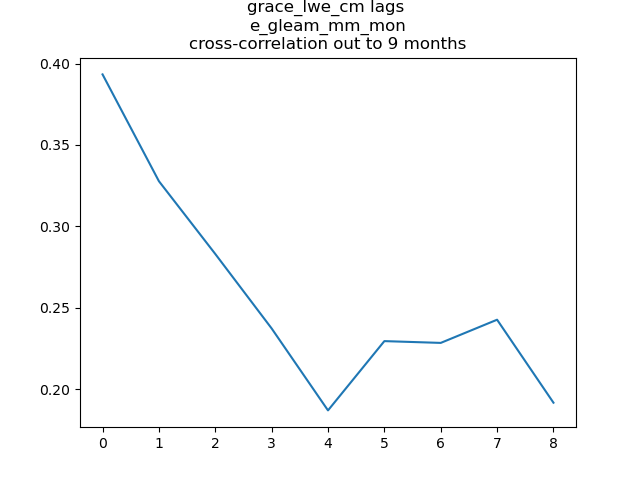 grace_lwe_cm lags
e_gleam_mm_mon
cross-correlation out to 9 months
0.40
0.35
0.30
0.25
0.20
0 1 2 3 4 5 6 7 8